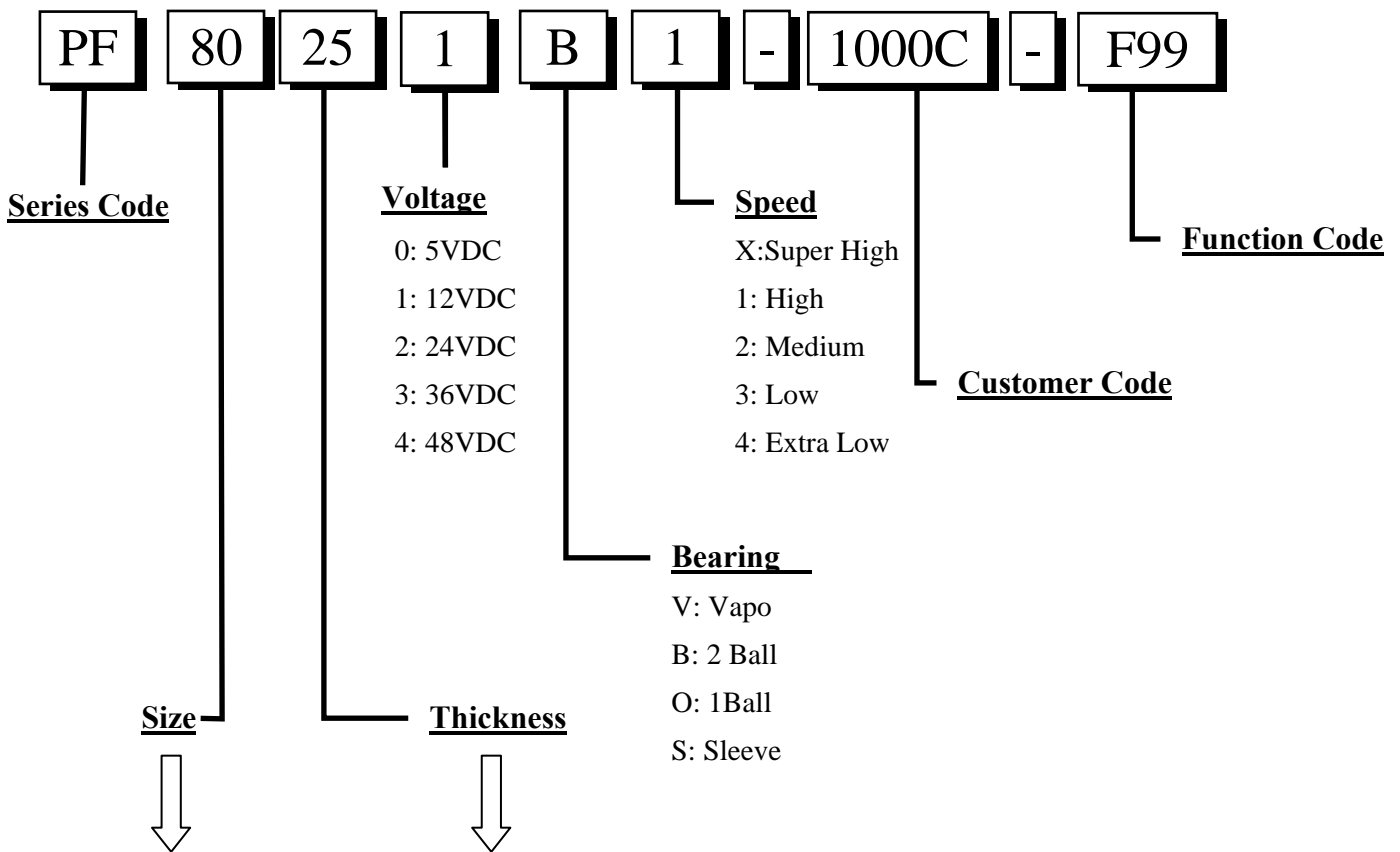 PF 80 25 1 B 1 - 1000C - F99
Series Code
Voltage
0: 5VDC
1: 12VDC
2: 24VDC
3: 36VDC
4: 48VDC
Speed
X:Super High
1: High
2: Medium
3: Low
4: Extra Low
Function Code
Customer Code
Bearing
V: Vapo
B: 2 Ball
O: 1Ball
S: Sleeve
Size
Thickness